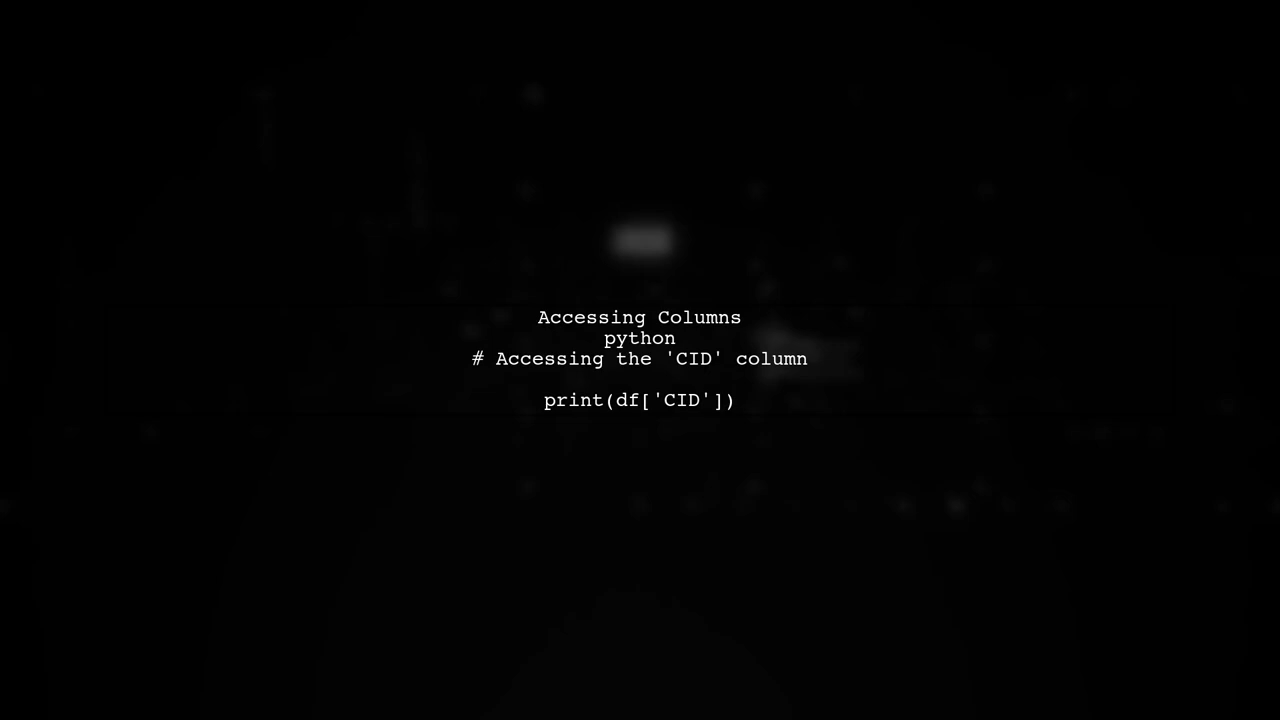 Accessing Columns
python
# Accessing the 'CID' column
print(df['CID'])